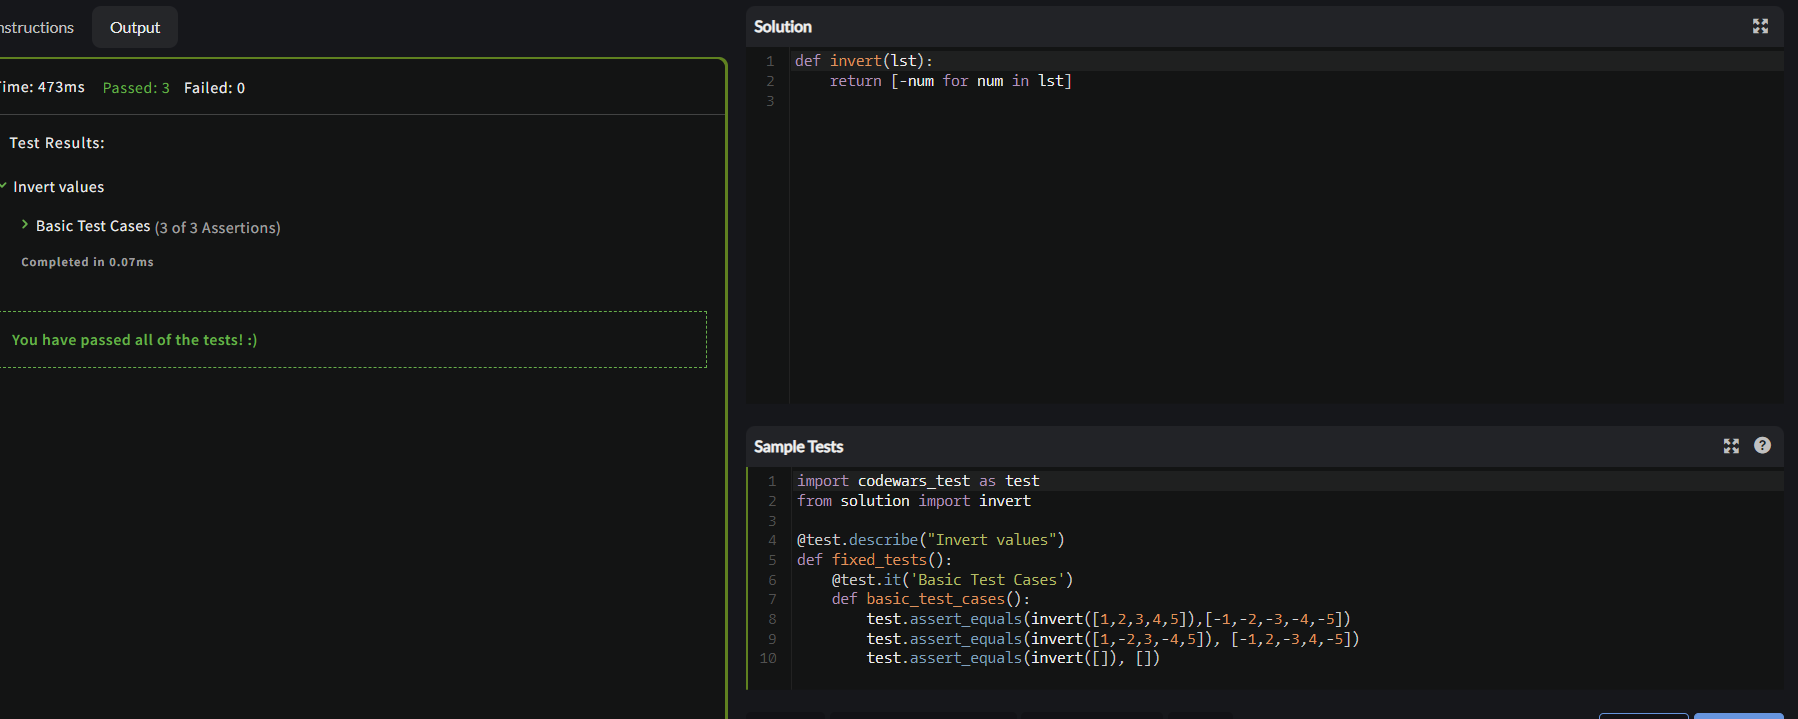 nstructions
Output
Time: 473ms Passed: 3 Failed: 0
Test Results:
Invert values
Basic Test Cases (3 of 3 Assertions)
Completed in 0.07ms
You have passed all of the tests! :)
Solution
1 def invert(lst):
2     return [-num for num in lst]
3
Sample Tests
?
1 import codewars_test as test
2 from solution import invert
3
4 @test.describe("Invert values")
5 def fixed_tests():
6     @test.it('Basic Test Cases')
7     def basic_test_cases():
8         test.assert_equals(invert([1,2,3,4,5]),[-1,-2,-3,-4,-5])
9         test.assert_equals(invert([1,-2,3,-4,5]), [-1,2,-3,4,-5])
10         test.assert_equals(invert([]), [])